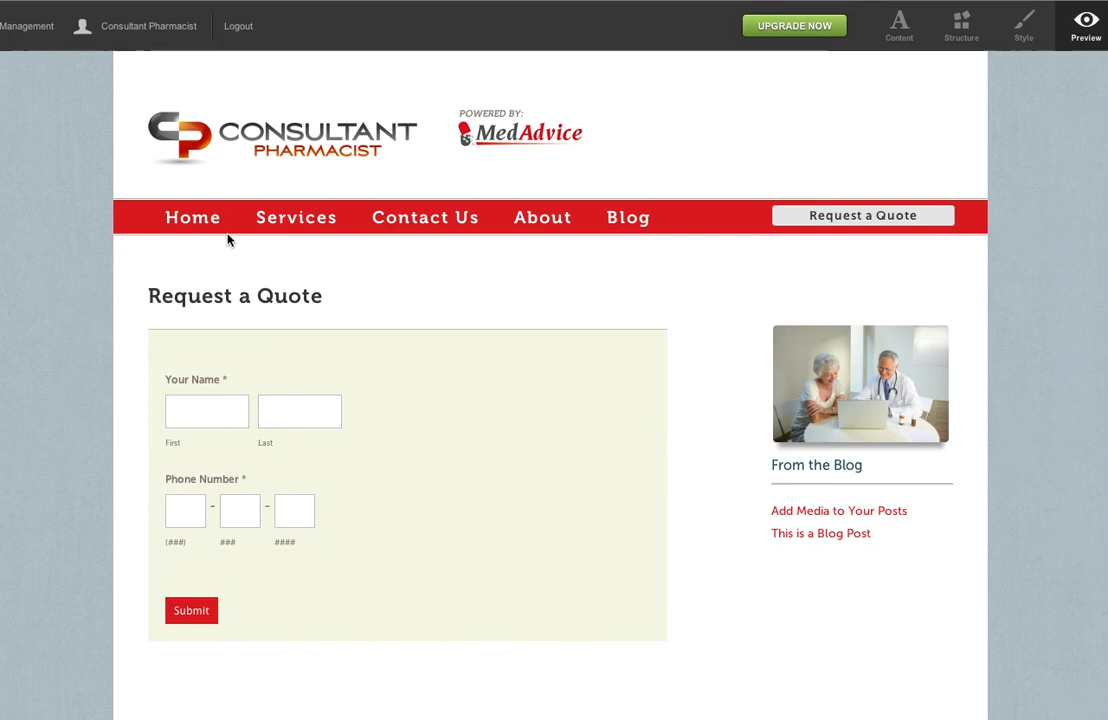 Management Consultant Pharmacist Logout UPGRADE NOW Content Structure Style Preview
CONSULTANT
PHARMACIST
POWERED BY:
MedAdvice
Home Services Contact Us About Blog Request a Quote
Request a Quote
Your Name *
First Last
Phone Number *
- -
(###) ### ####
Submit
From the Blog
Add Media to Your Posts
This is a Blog Post